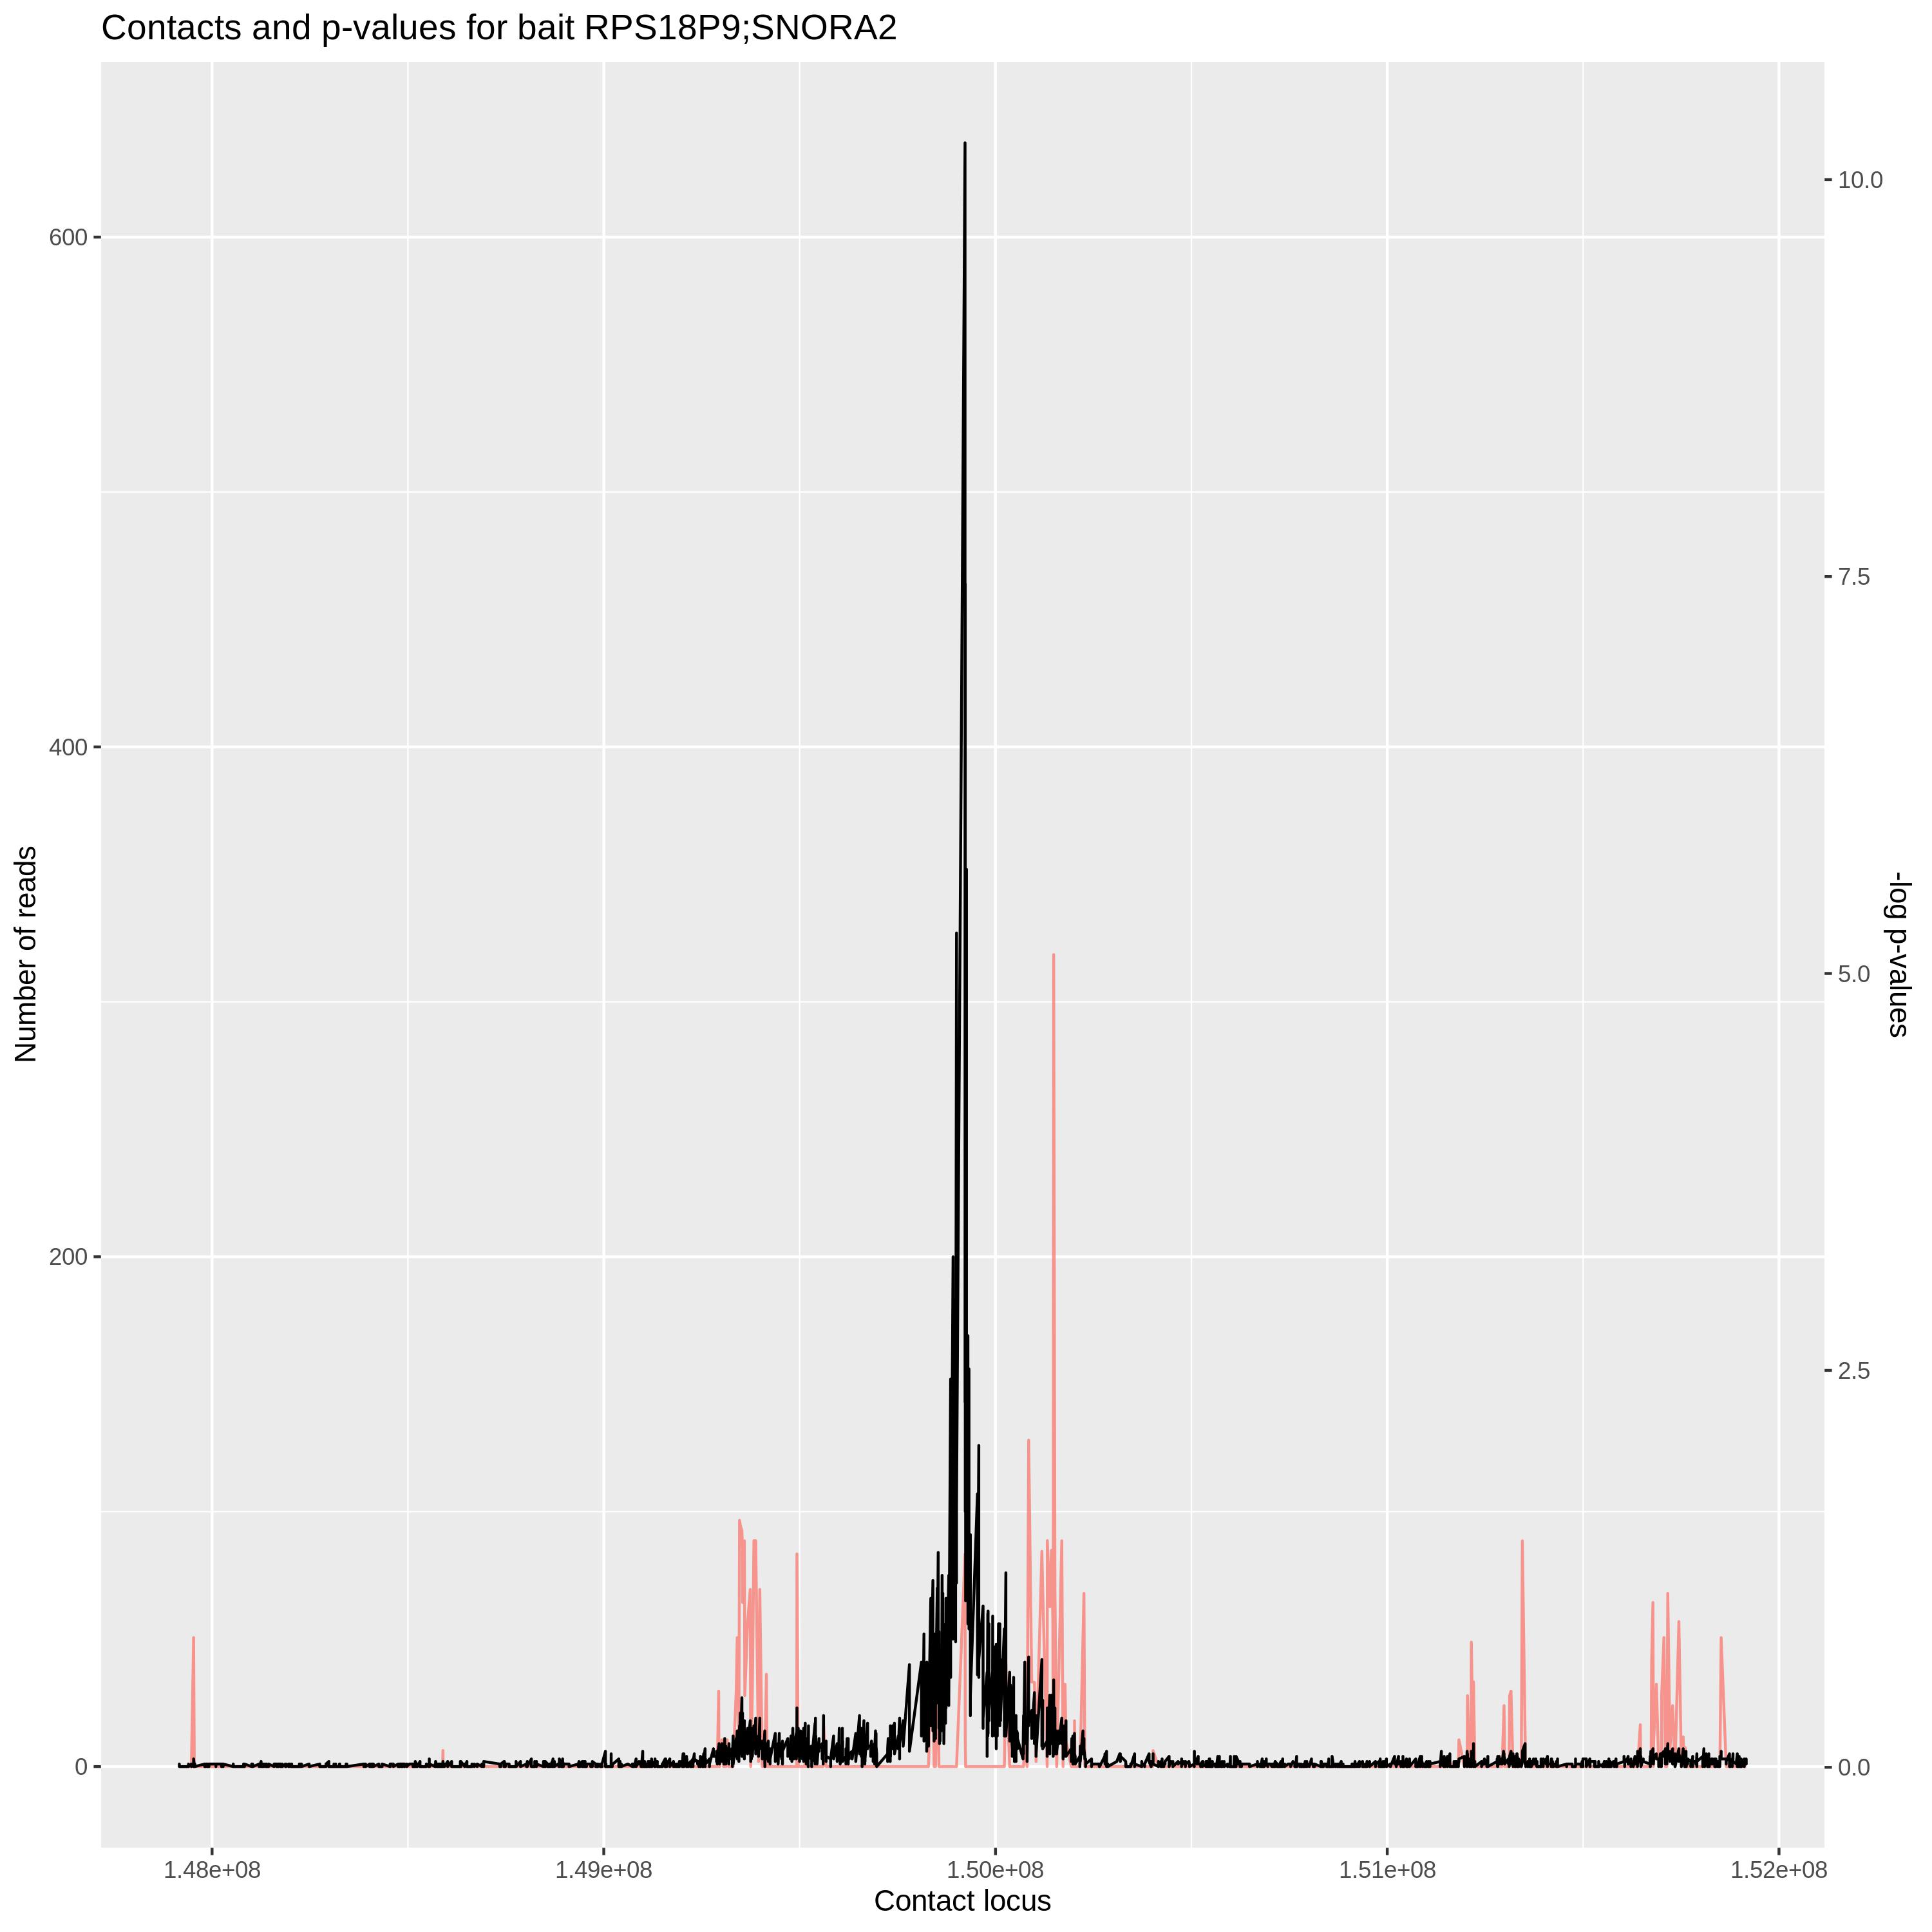 Contacts and p-values for bait RPS18P9;SNORA2
600
400
200
0
Number of reads
10.0
7.5
5.0
2.5
0.0
-log p-values
1.48e+08
1.49e+08
1.50e+08
1.51e+08
1.52e+08
Contact locus